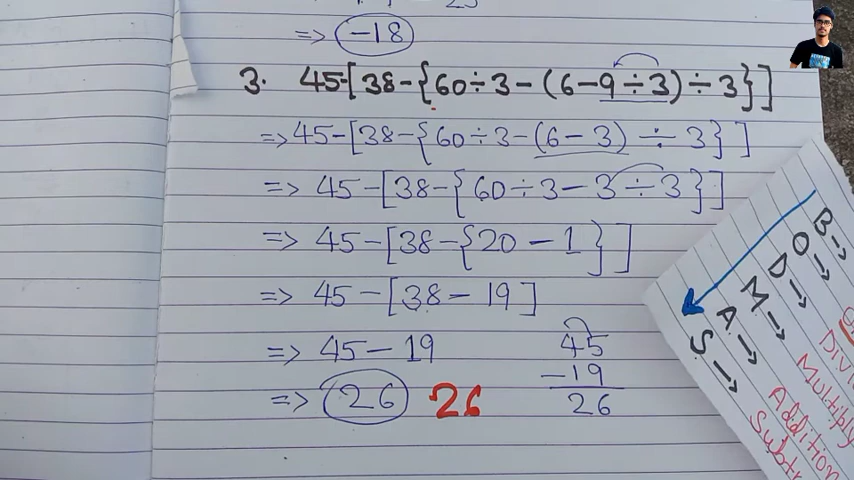 => -18
3. 45-[38-{60÷3-(6-9÷3)÷3}]
=> 45-[38-{60÷3-(6-3)÷3}]
=> 45-[38-{60÷3-3÷3}]
=> 45-[38-{20-1}]
=> 45-[38-19]
=> 45-19
=> 26 26
45
-19
26
B->
O->
D-> Divi
M-> Multiply
A-> Addition
S-> Subtr